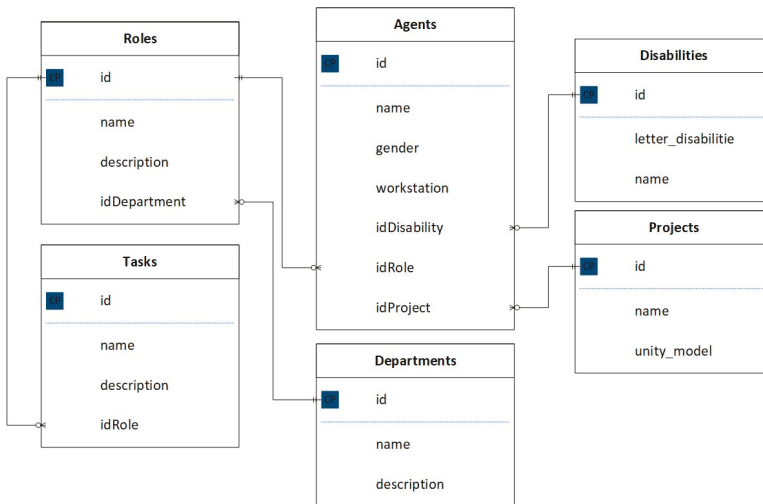 Roles
CP id
name
description
idDepartment
Tasks
CP id
name
description
idRole
Agents
CP id
name
gender
workstation
idDisability
idRole
idProject
Departments
CP id
name
description
Disabilities
CP id
letter_disabilitie
name
Projects
CP id
name
unity_model